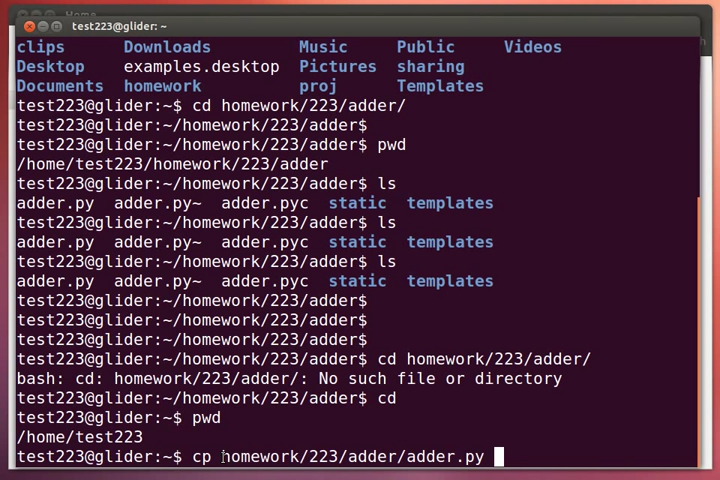 test223@glider: ~
clips Downloads Music Public Videos
Desktop examples.desktop Pictures sharing
Documents homework proj Templates
test223@glider:~$ cd homework/223/adder/
test223@glider:~/homework/223/adder$
test223@glider:~/homework/223/adder$ pwd
/home/test223/homework/223/adder
test223@glider:~/homework/223/adder$ ls
adder.py adder.py~ adder.pyc static templates
test223@glider:~/homework/223/adder$ ls
adder.py adder.py~ adder.pyc static templates
test223@glider:~/homework/223/adder$ ls
adder.py adder.py~ adder.pyc static templates
test223@glider:~/homework/223/adder$
test223@glider:~/homework/223/adder$
test223@glider:~/homework/223/adder$
test223@glider:~/homework/223/adder$ cd homework/223/adder/
bash: cd: homework/223/adder/: No such file or directory
test223@glider:~/homework/223/adder$ cd
test223@glider:~$ pwd
/home/test223
test223@glider:~$ cp homework/223/adder/adder.py